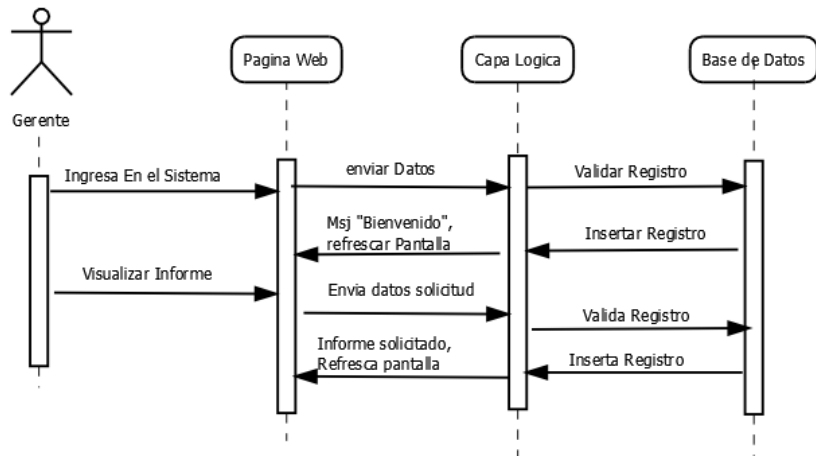 Pagina Web
Capa Logica
Base de Datos
Gerente
Ingresa En el Sistema
enviar Datos
Validar Registro
Msj "Bienvenido",
refrescar Pantalla
Insertar Registro
Visualizar Informe
Envia datos solicitud
Valida Registro
Informe solicitado,
Refresca pantalla
Inserta Registro